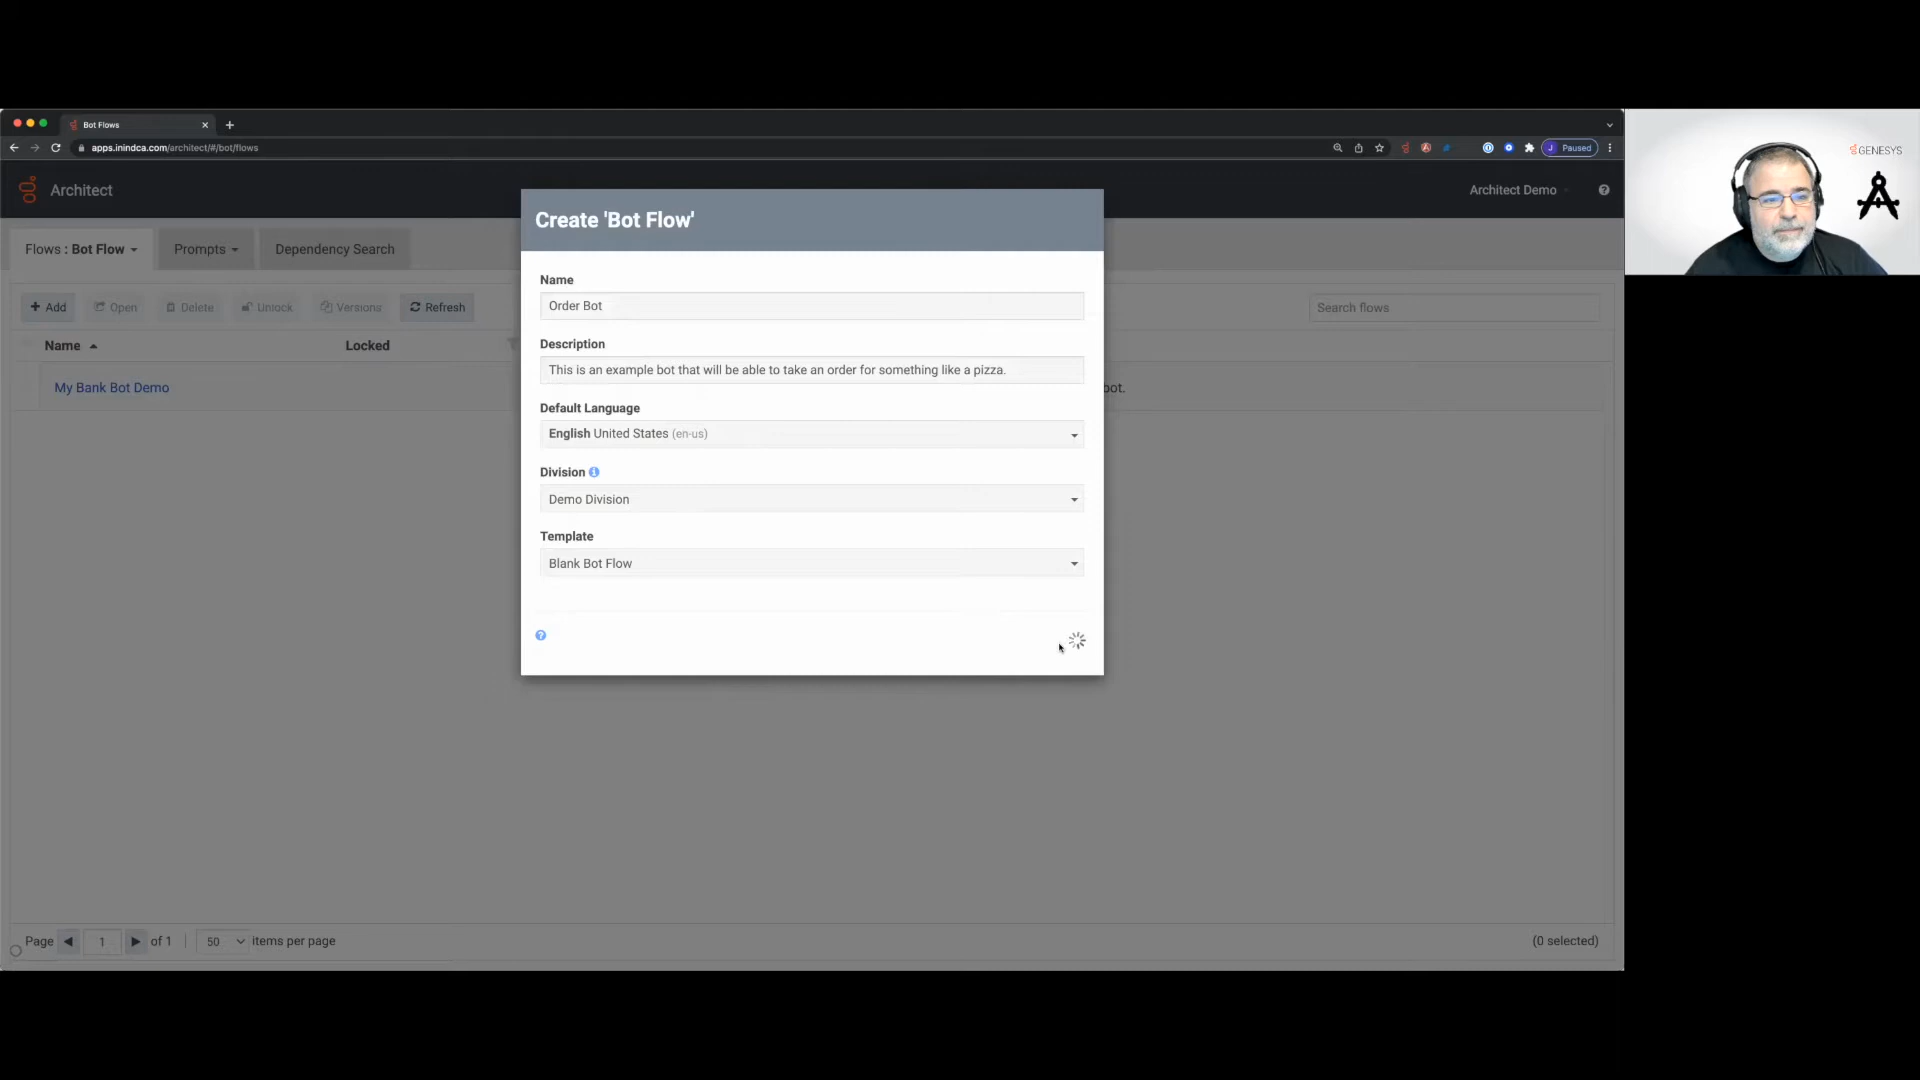 Bot Flows
apps.inindca.com/architect/#/bot/flows
J Paused
GENESYS
Architect
Architect Demo
Create 'Bot Flow'
Flows : Bot Flow
Prompts
Dependency Search
Name
Order Bot
Add
Open
Delete
Unlock
Versions
Refresh
Search flows
Name
Locked
Description
This is an example bot that will be able to take an order for something like a pizza.
My Bank Bot Demo
bot.
Default Language
English United States (en-us)
Division
Demo Division
Template
Blank Bot Flow
Page 1 of 1 50 items per page
(0 selected)